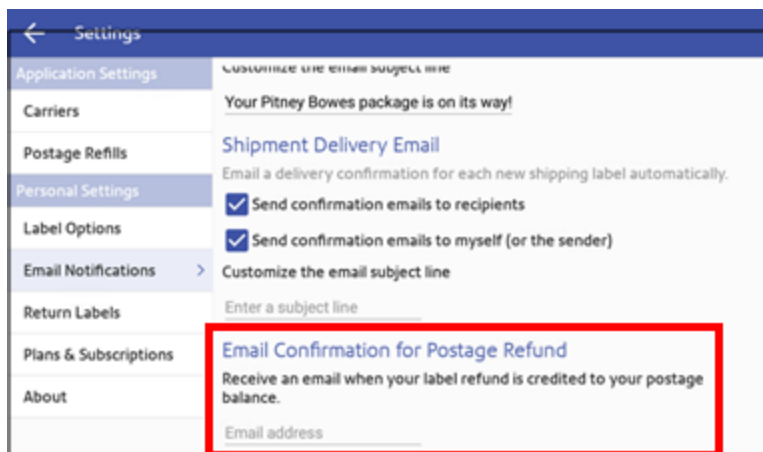 Settings
Application Settings
Carriers
Postage Refills
Personal Settings
Label Options
Email Notifications
Return Labels
Plans & Subscriptions
About
Customize the email subject line
Your Pitney Bowes package is on its way!
Shipment Delivery Email
Email a delivery confirmation for each new shipping label automatically.
Send confirmation emails to recipients
Send confirmation emails to myself (or the sender)
Customize the email subject line
Enter a subject line
Email Confirmation for Postage Refund
Receive an email when your label refund is credited to your postage
balance.
Email address